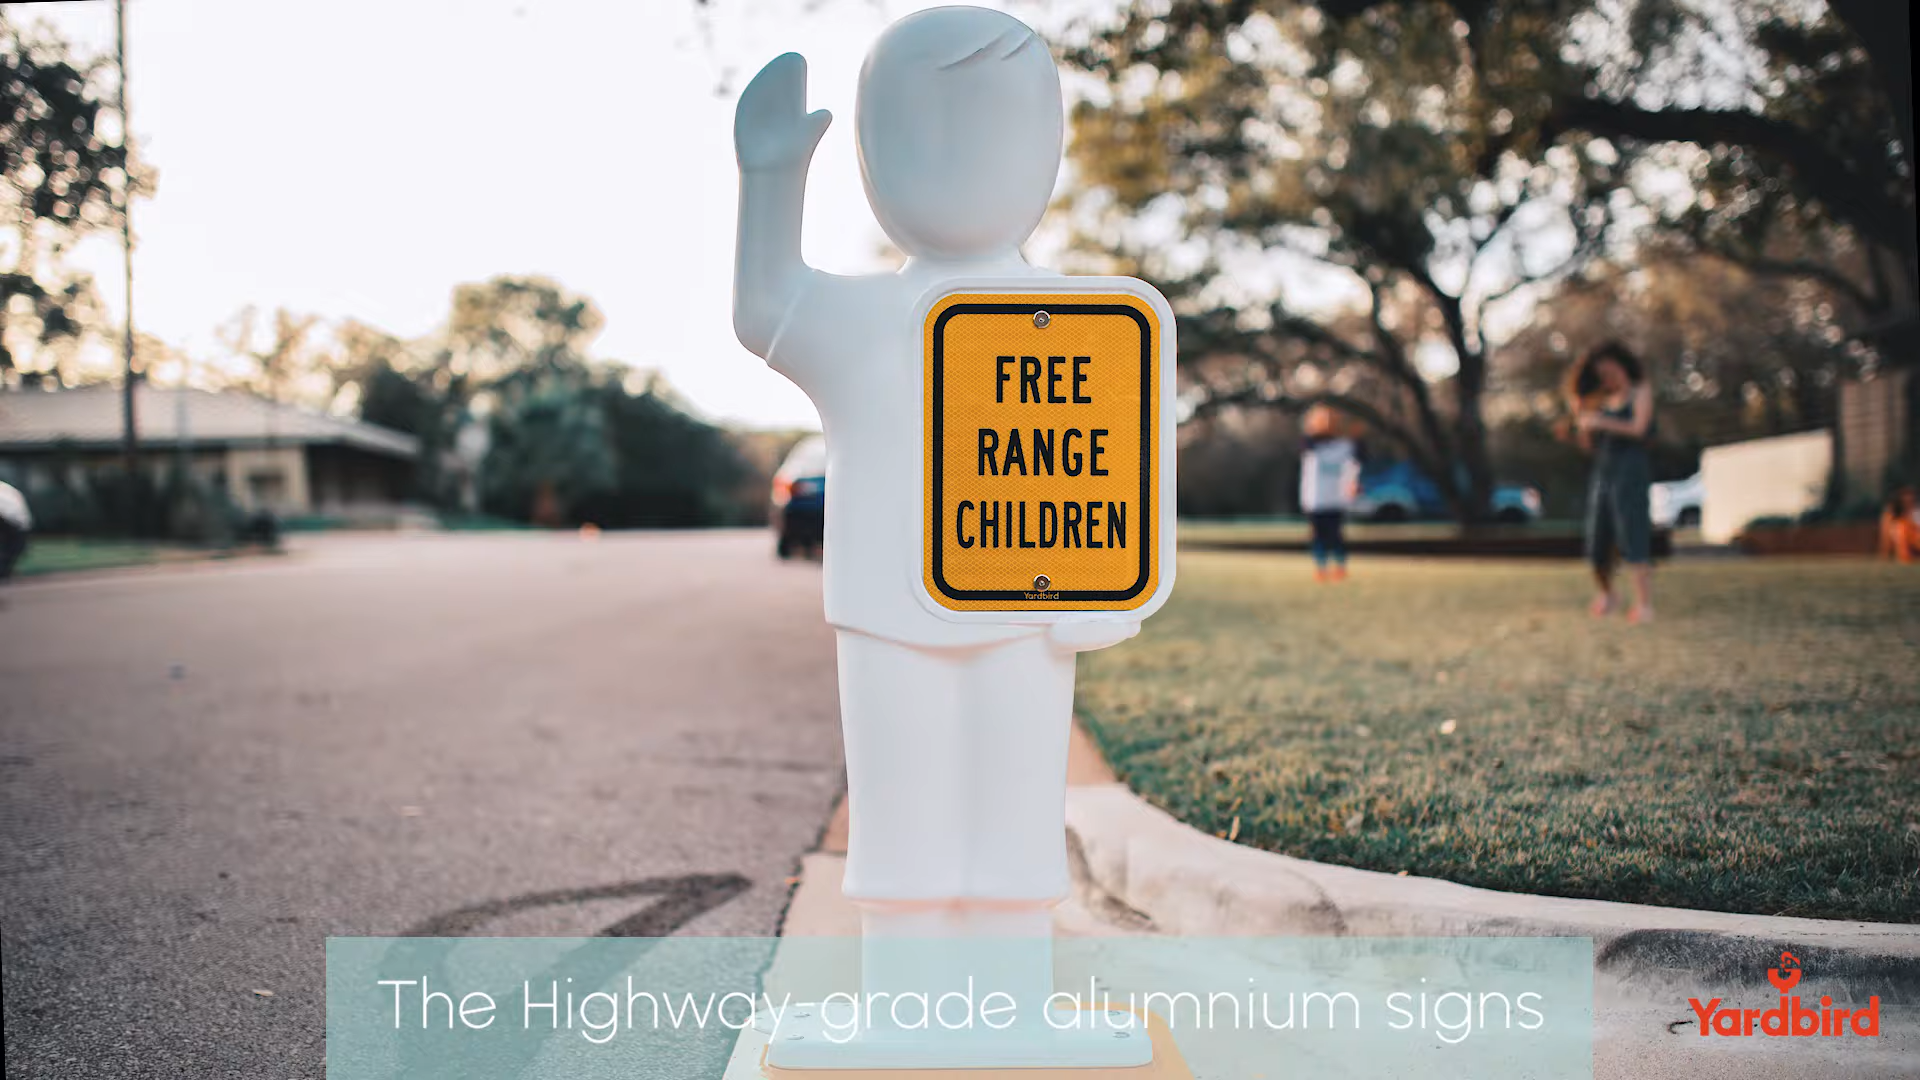 FREE
RANGE
CHILDREN
Yardbird
The Highway-grade alumnium signs
Yardbird